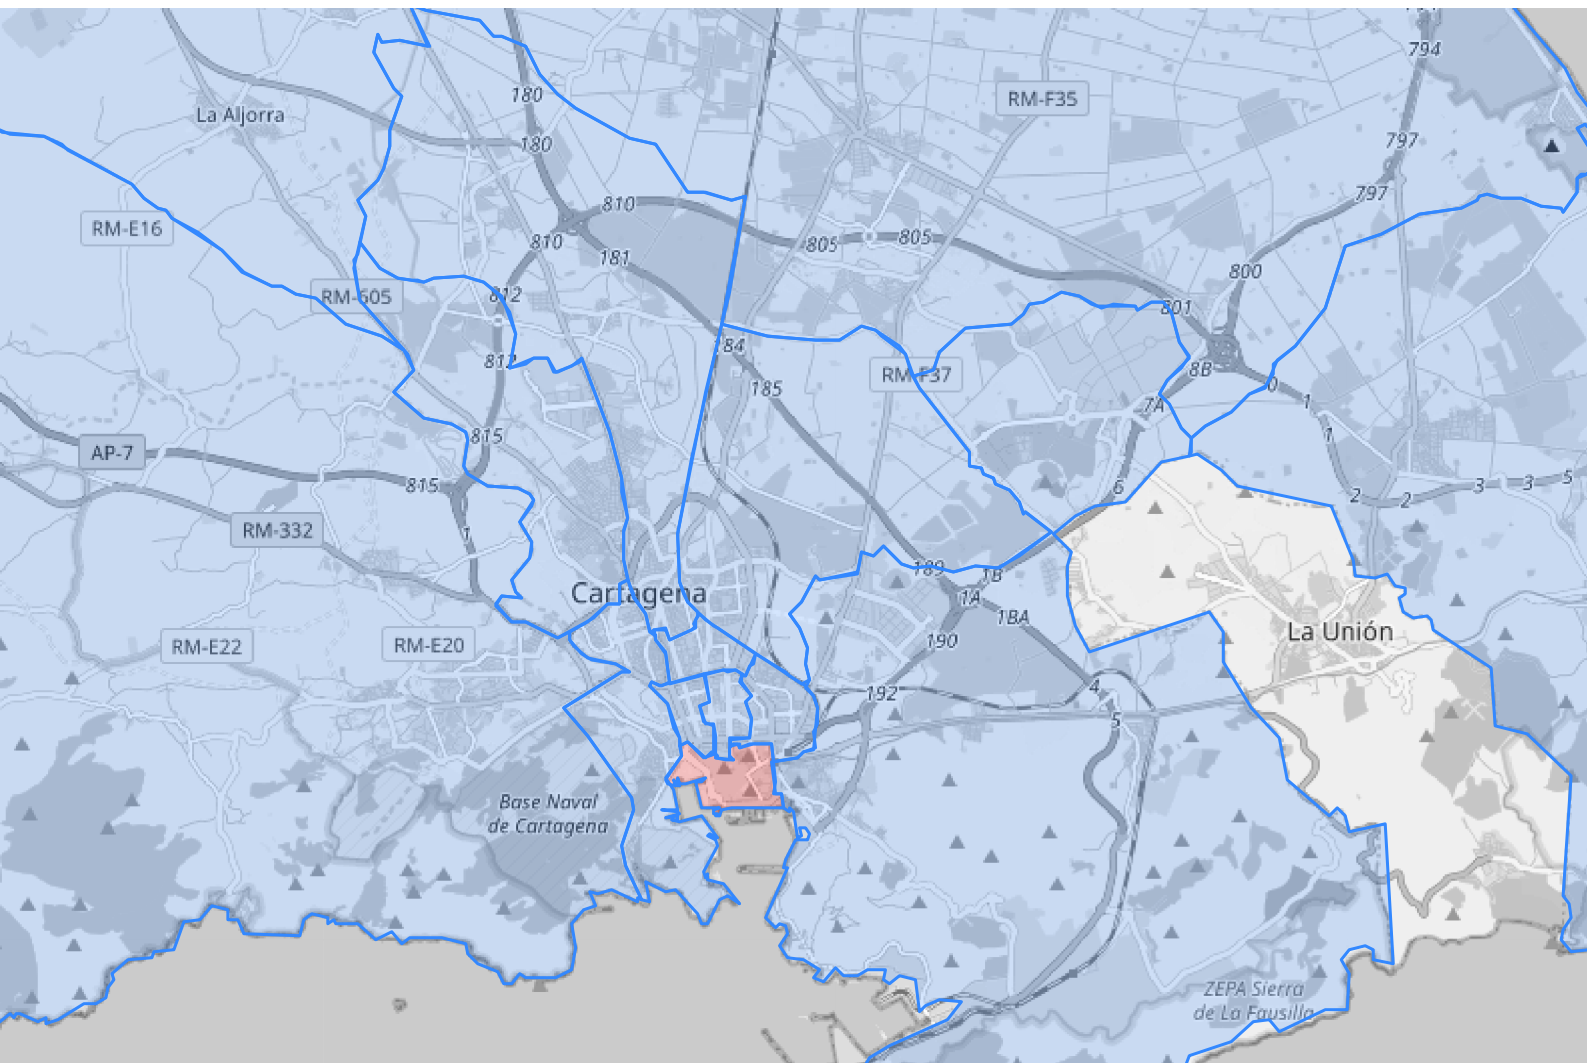 794
180
RM-F35
La Aljorra
180
797
797
810
RM-E16
810
805
805
181
800
RM-605
812
801
84
812
RM-F37
8B
0
185
1
7A
815
1
AP-7
815
6
2
2
3
3
5
RM-332
1
189
1B
Cartagena
1A
1BA
La Unión
RM-E22
RM-E20
190
4
192
5
Base Naval
de Cartagena
ZEPA Sierra
de La Fausilla